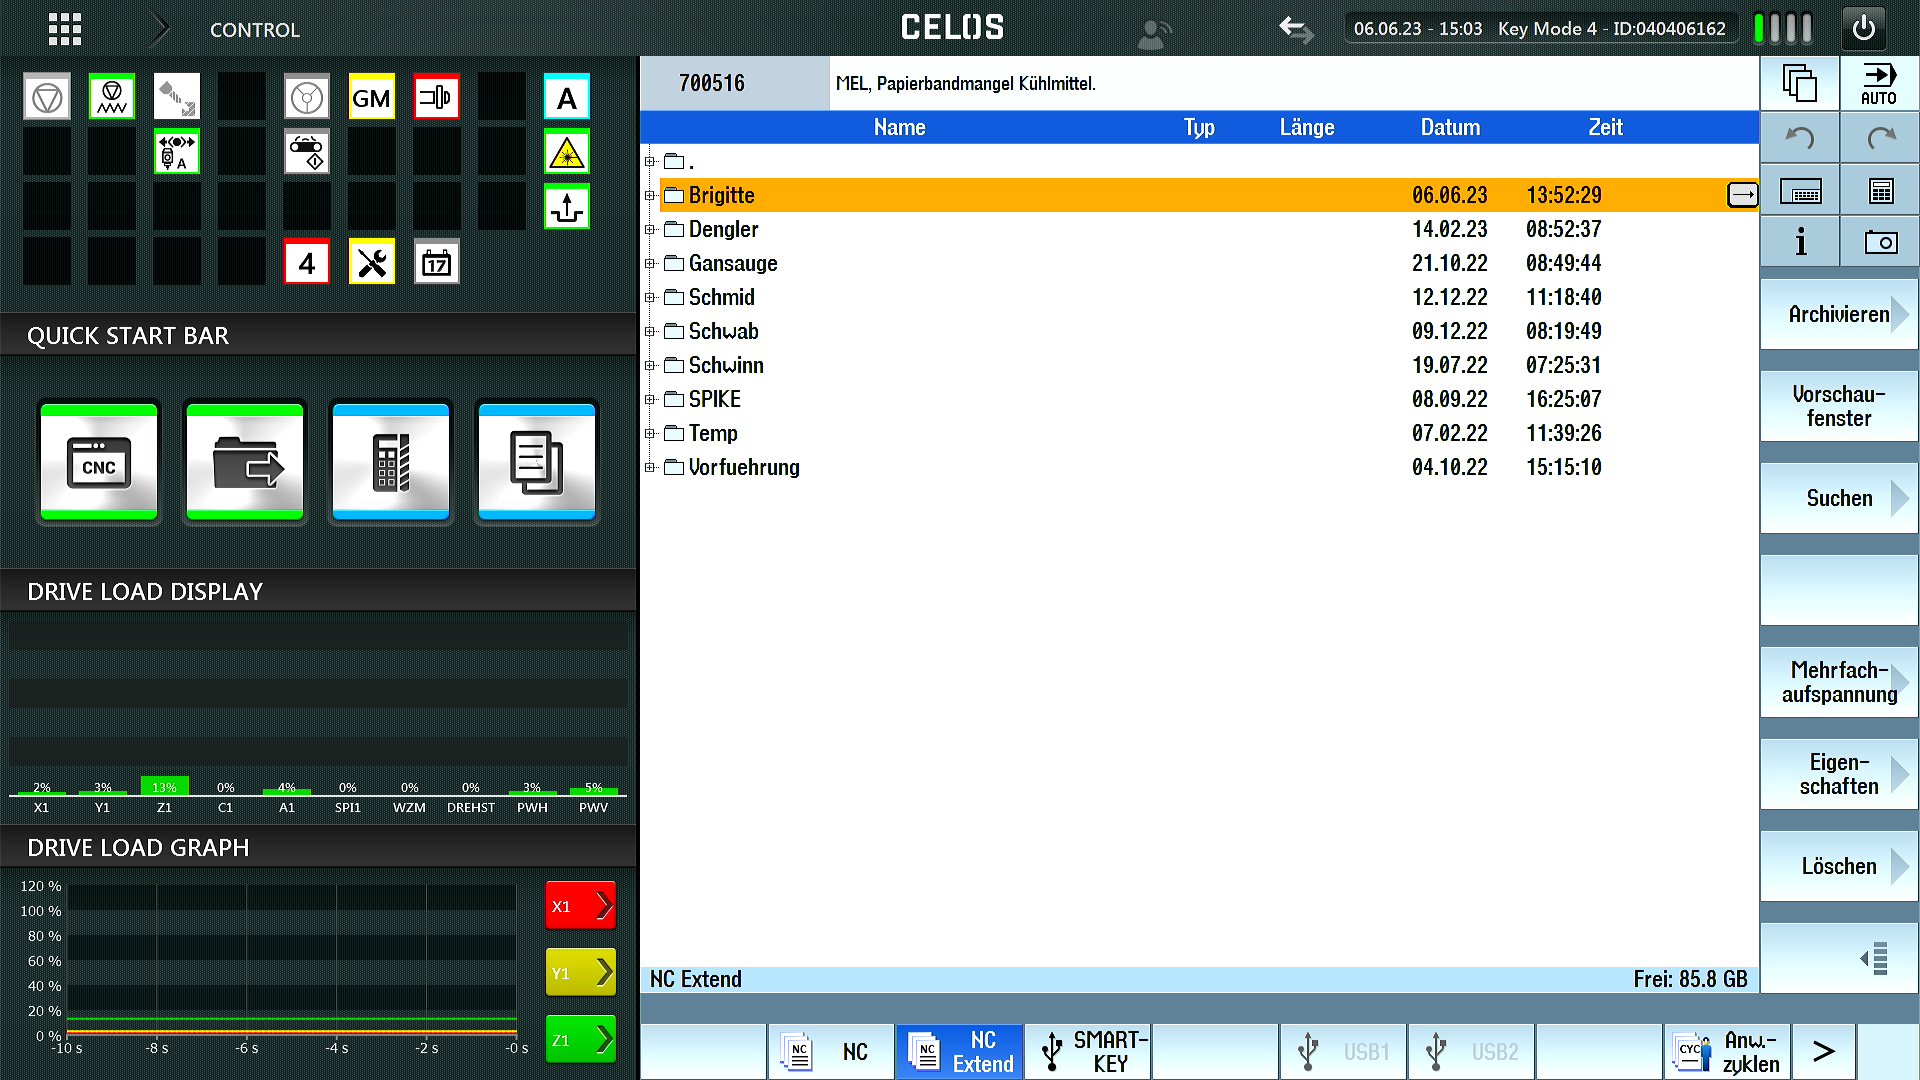 CONTROL
CELOS
06.06.23 - 15:03 Key Mode 4 - ID:040406162
GM
A
A
4
17
QUICK START BAR
CNC
DRIVE LOAD DISPLAY
2% 3% 13% 0% 4% 0% 0% 0% 3% 5%
X1 Y1 Z1 C1 A1 SPI1 WZM DREHST PWH PWV
DRIVE LOAD GRAPH
120 %
100 %
80 %
60 %
40 %
20 %
0 %
-10 s -8 s -6 s -4 s -2 s -0 s
X1
Y1
Z1
700516 MEL, Papierbandmangel Kühlmittel.
Name Typ Länge Datum Zeit
.
Brigitte 06.06.23 13:52:29
Dengler 14.02.23 08:52:37
Gansauge 21.10.22 08:49:44
Schmid 12.12.22 11:18:40
Schwab 09.12.22 08:19:49
Schwinn 19.07.22 07:25:31
SPIKE 08.09.22 16:25:07
Temp 07.02.22 11:39:26
Vorfuehrung 04.10.22 15:15:10
NC Extend Frei: 85.8 GB
AUTO
i
Archivieren
Vorschau-
fenster
Suchen
Mehrfach-
aufspannung
Eigen-
schaften
Löschen
NC NC
NC NC
Extend
SMART-
KEY
USB1
USB2
CYC Anw.-
zyklen
>